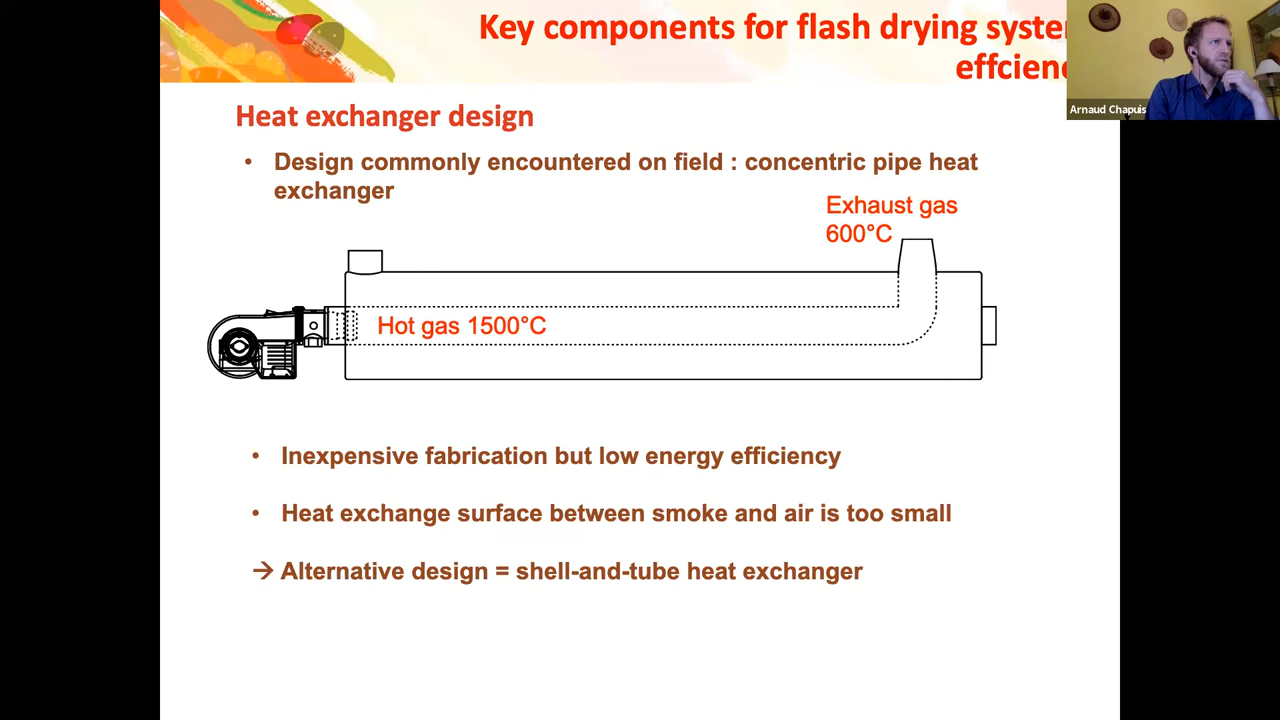 Key components for flash drying
effcien
Arnaud Chapuis
Heat exchanger design
• Design commonly encountered on field : concentric pipe heat
exchanger
Exhaust gas
600°C
Hot gas 1500°C
• Inexpensive fabrication but low energy efficiency
• Heat exchange surface between smoke and air is too small
→ Alternative design = shell-and-tube heat exchanger